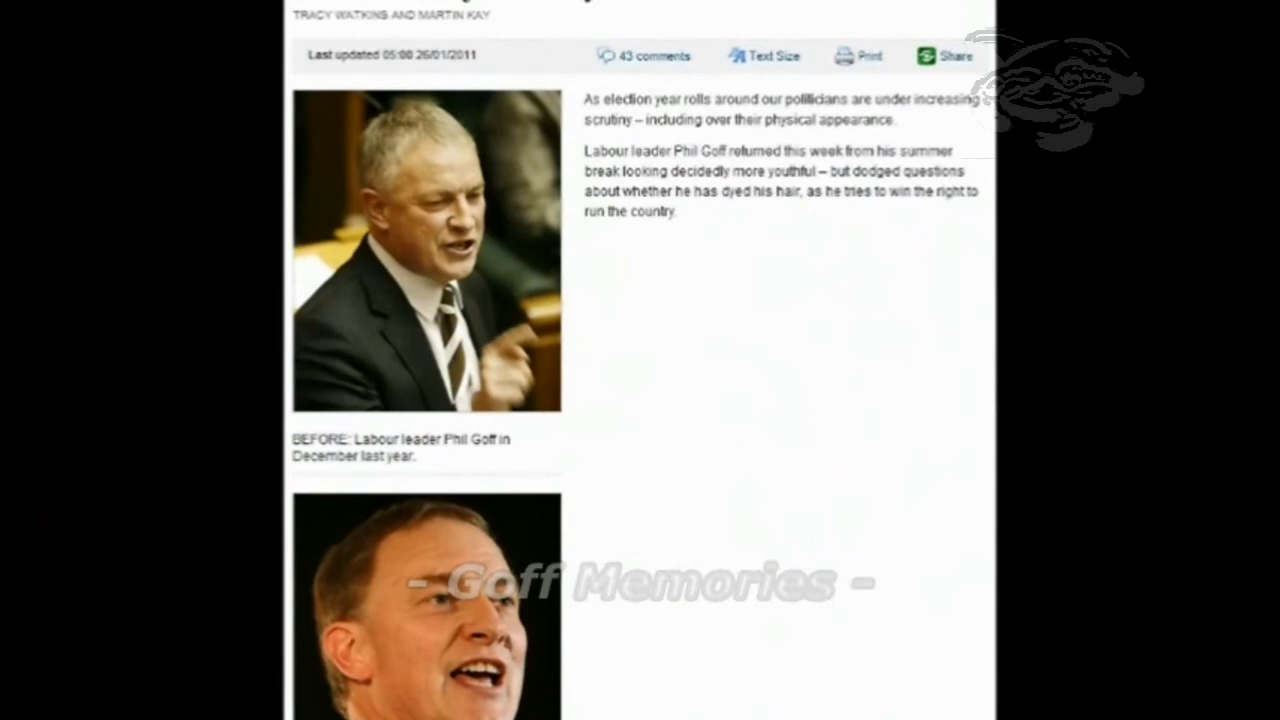 TRACY WATKINS AND MARTIN KAY
Last updated 05:00 26/01/2011
43 comments
Text Size
Print
Share
As election year rolls around our politicians are under increasing
scrutiny – including over their physical appearance.
Labour leader Phil Goff returned this week from his summer
break looking decidedly more youthful – but dodged questions
about whether he has dyed his hair, as he tries to win the right to
run the country.
BEFORE: Labour leader Phil Goff in
December last year.
- Goff Memories -